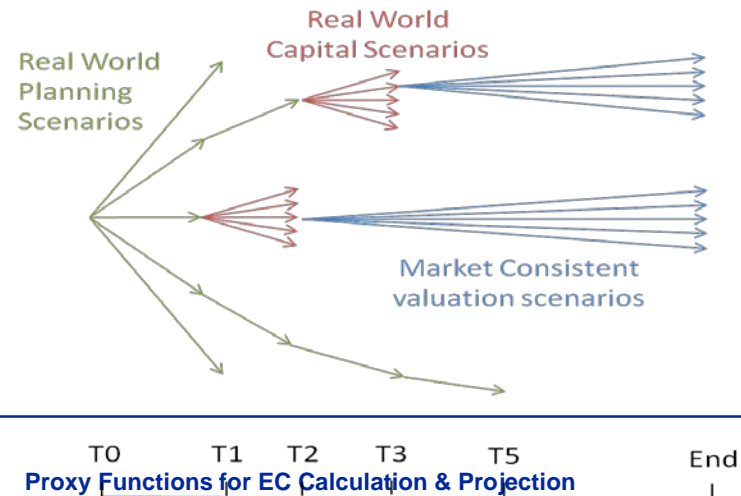 Real World
Capital Scenarios
Real World
Planning
Scenarios
Market Consistent
valuation scenarios
T0 T1 T2 T3 T5 End
Proxy Functions for EC Calculation & Projection